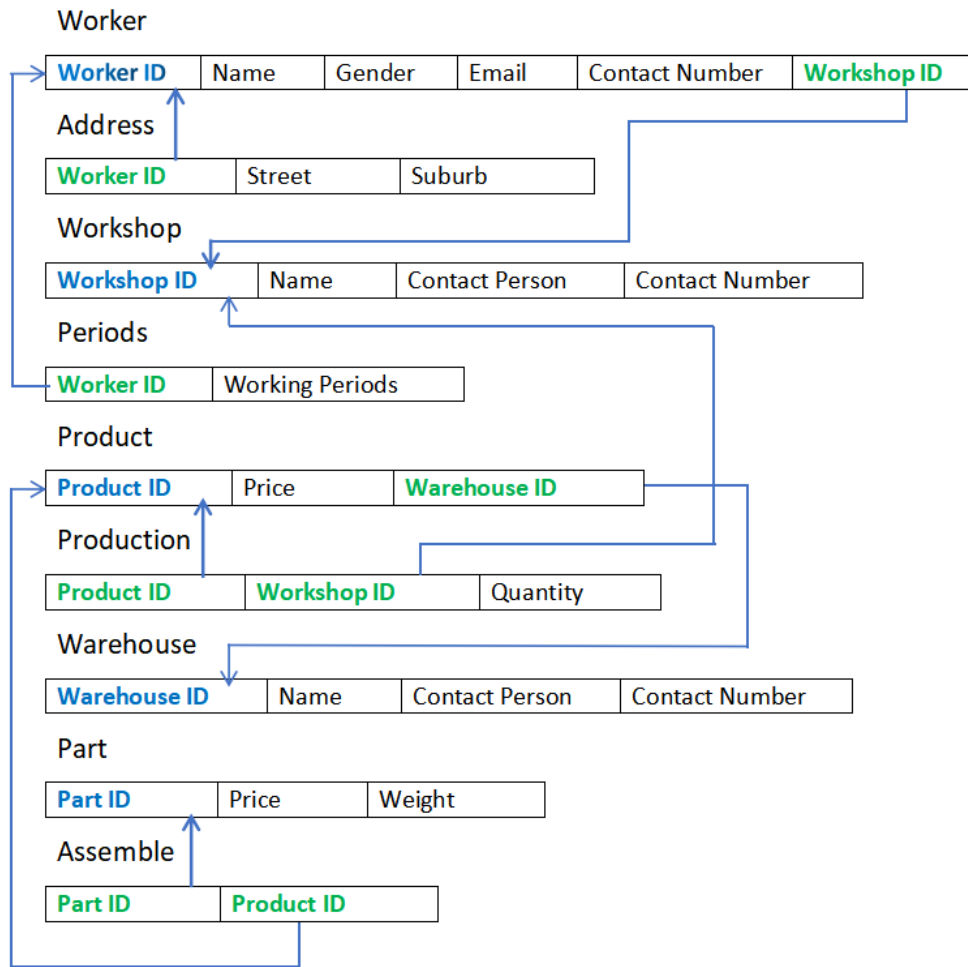 Worker
Worker ID Name Gender Email Contact Number Workshop ID
Address
Worker ID Street Suburb
Workshop
Workshop ID Name Contact Person Contact Number
Periods
Worker ID Working Periods
Product
Product ID Price Warehouse ID
Production
Product ID Workshop ID Quantity
Warehouse
Warehouse ID Name Contact Person Contact Number
Part
Part ID Price Weight
Assemble
Part ID Product ID